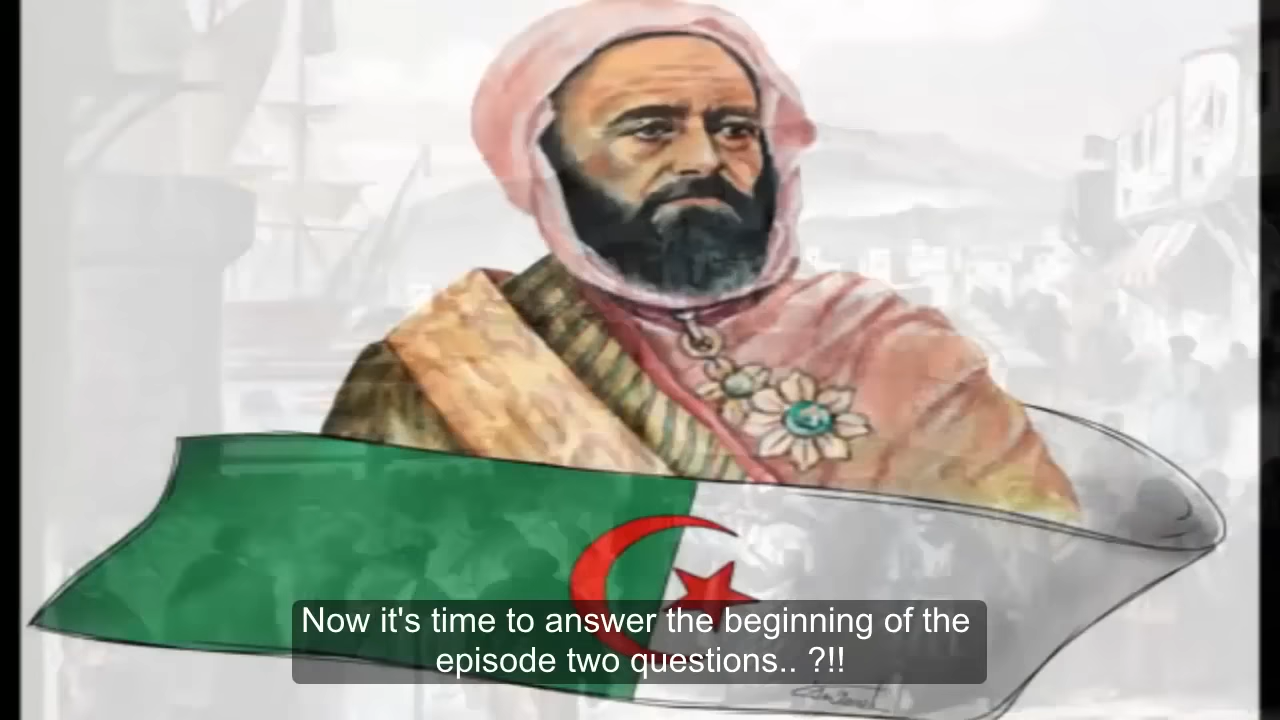 Now it's time to answer the beginning of the
episode two questions.. ?!!